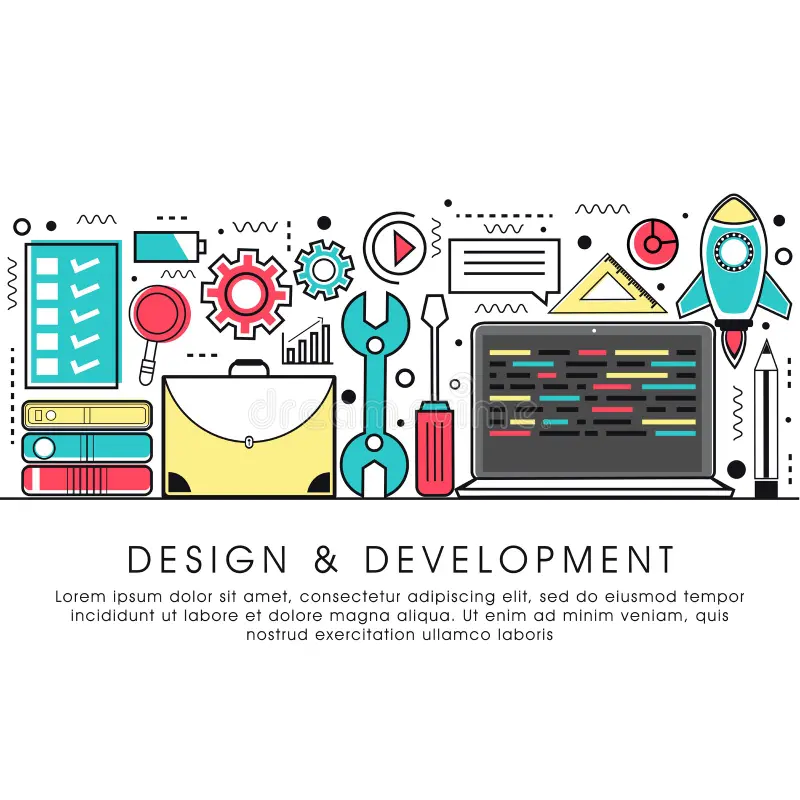 dreamstime
DESIGN & DEVELOPMENT
Lorem ipsum dolor sit amet, consectetur adipiscing elit, sed do eiusmod tempor
incididunt ut labore et dolore magna aliqua. Ut enim ad minim veniam, quis
nostrud exercitation ullamco laboris